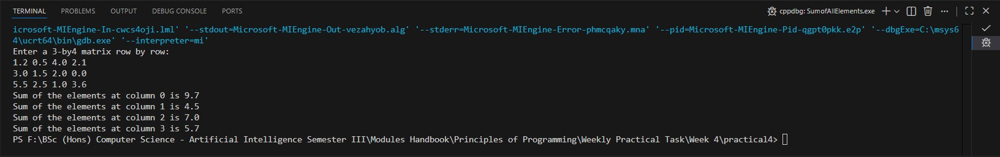 TERMINAL PROBLEMS OUTPUT DEBUG CONSOLE PORTS cppdbg: SumofAllElements.exe
icrosoft-MIEngine-In-cwcs4oji.lml' '--stdout=Microsoft-MIEngine-Out-vezahyob.alg' '--stderr=Microsoft-MIEngine-Error-phmcqaky.mna' '--pid=Microsoft-MIEngine-Pid-qgpt0pkk.e2p' '--dbgExe=C:\msys6
4\ucrt64\bin\gdb.exe' '--interpreter=mi'
Enter a 3-by4 matrix row by row:
1.2 0.5 4.0 2.1
3.0 1.5 2.0 0.0
5.5 2.5 1.0 3.6
Sum of the elements at column 0 is 9.7
Sum of the elements at column 1 is 4.5
Sum of the elements at column 2 is 7.0
Sum of the elements at column 3 is 5.7
PS F:\BSc (Hons) Computer Science - Artificial Intelligence Semester III\Modules Handbook\Principles of Programming\Weekly Practical Task\Week 4\practical4>